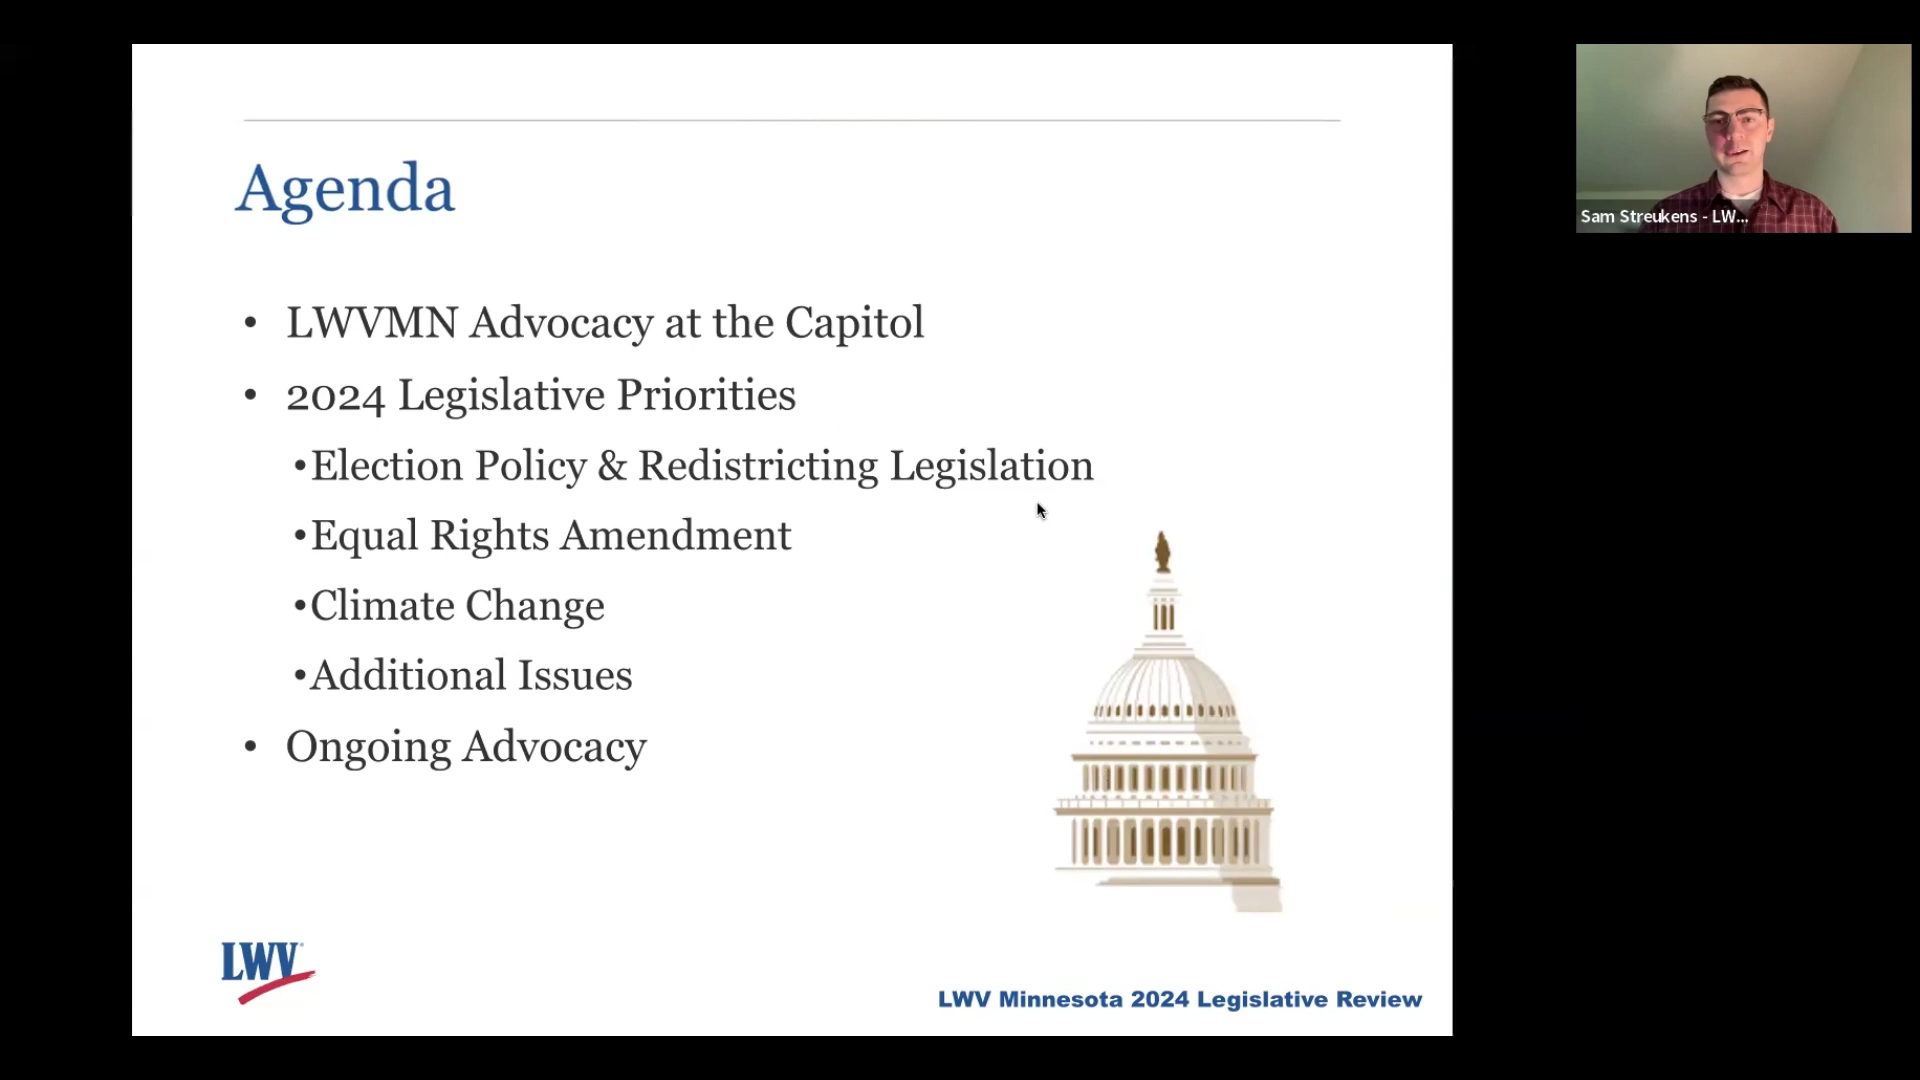 Agenda
• LWVMN Advocacy at the Capitol
• 2024 Legislative Priorities
•Election Policy & Redistricting Legislation
•Equal Rights Amendment
•Climate Change
•Additional Issues
• Ongoing Advocacy
LWV
LWV Minnesota 2024 Legislative Review
Sam Streukens - LW...